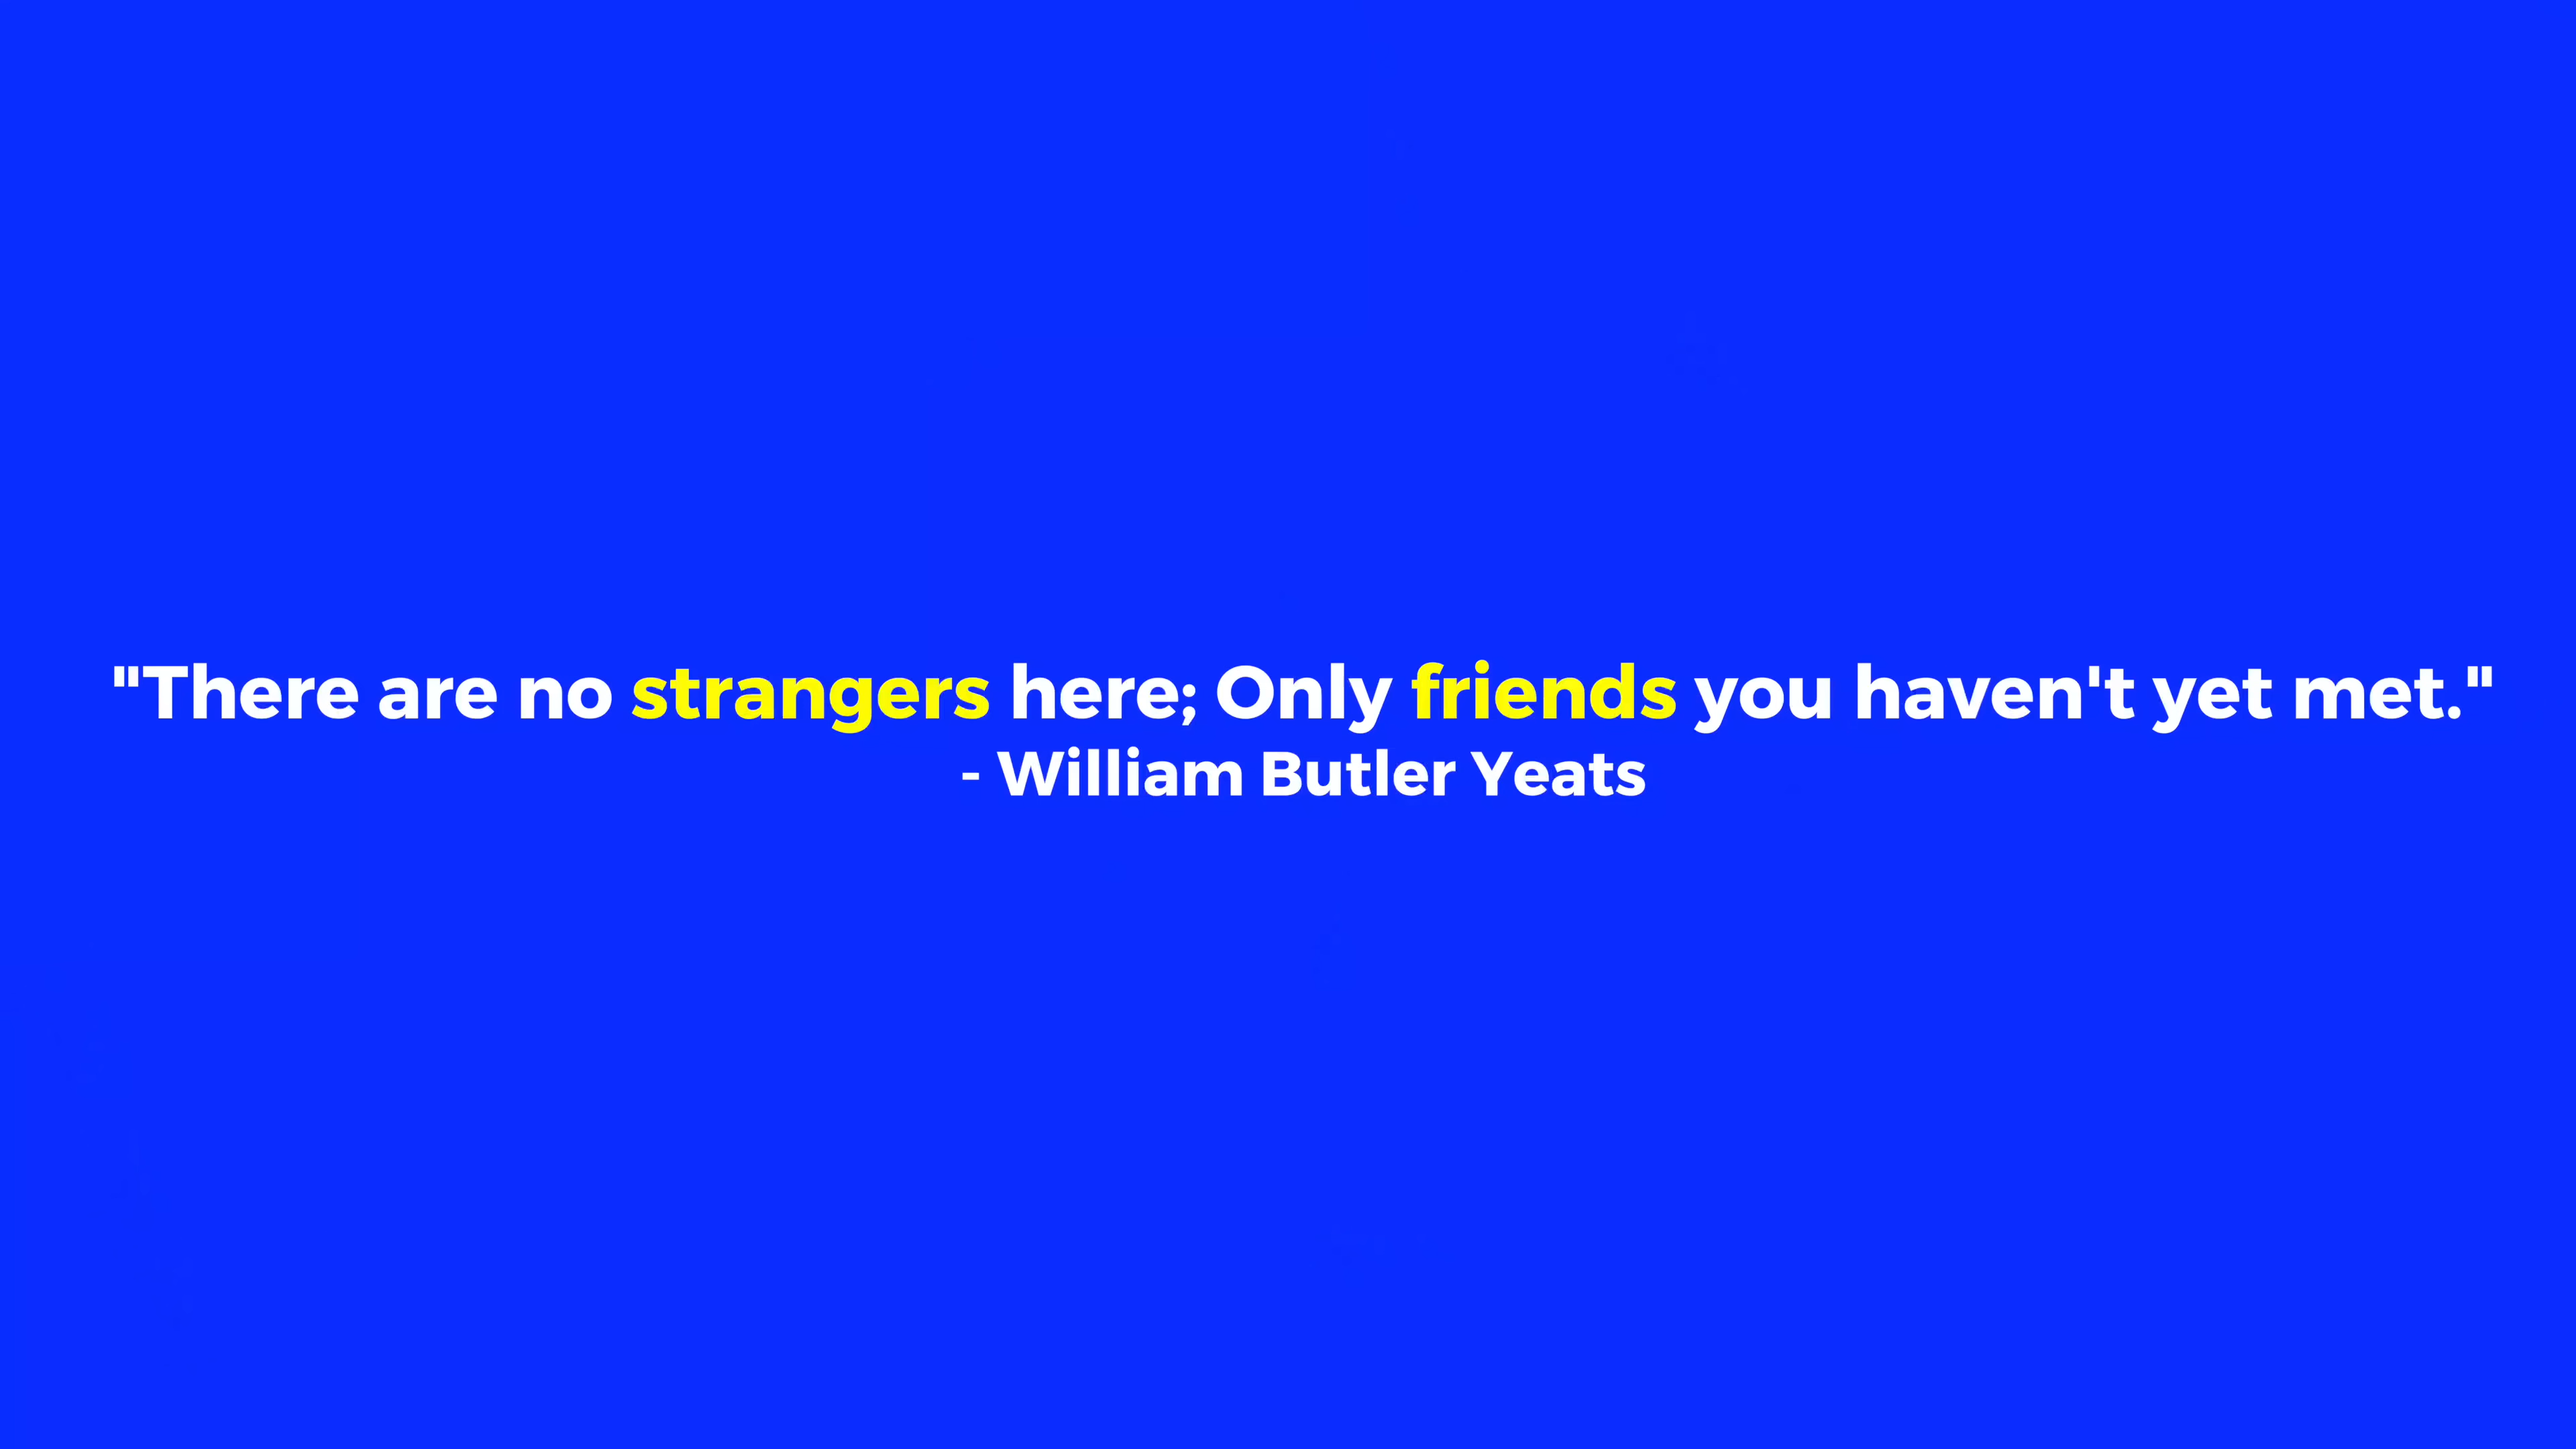 "There are no strangers here; Only friends you haven't yet met."
- William Butler Yeats